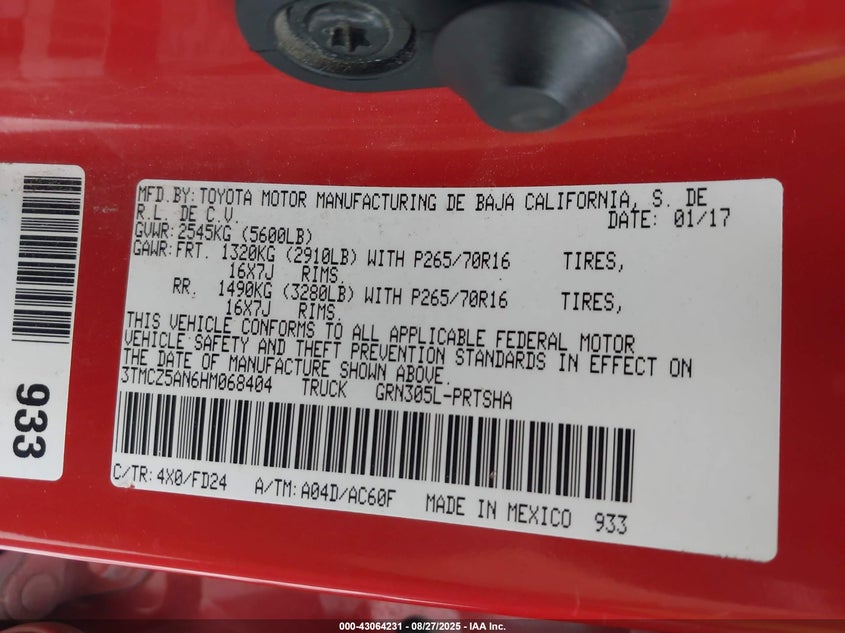 MFD.BY:TOYOTA MOTOR MANUFACTURING DE BAJA CALIFORNIA, S. DE
R.L. DE C.V. DATE: 01/17
GVWR:2545KG (5600LB)
GAWR:FRT. 1320KG (2910LB) WITH P265/70R16 TIRES,
16X7J RIMS,
RR. 1490KG (3280LB) WITH P265/70R16 TIRES,
16X7J RIMS,
THIS VEHICLE CONFORMS TO ALL APPLICABLE FEDERAL MOTOR
VEHICLE SAFETY AND THEFT PREVENTION STANDARDS IN EFFECT ON
THE DATE OF MANUFACTURE SHOWN ABOVE.
3TMCZ5AN6HM068404 TRUCK GRN305L-PRTSHA
C/TR:4X0/FD24 A/TM:A04D/AC60F MADE IN MEXICO 933
933
000-43064231 - 08/27/2025 - IAA Inc.